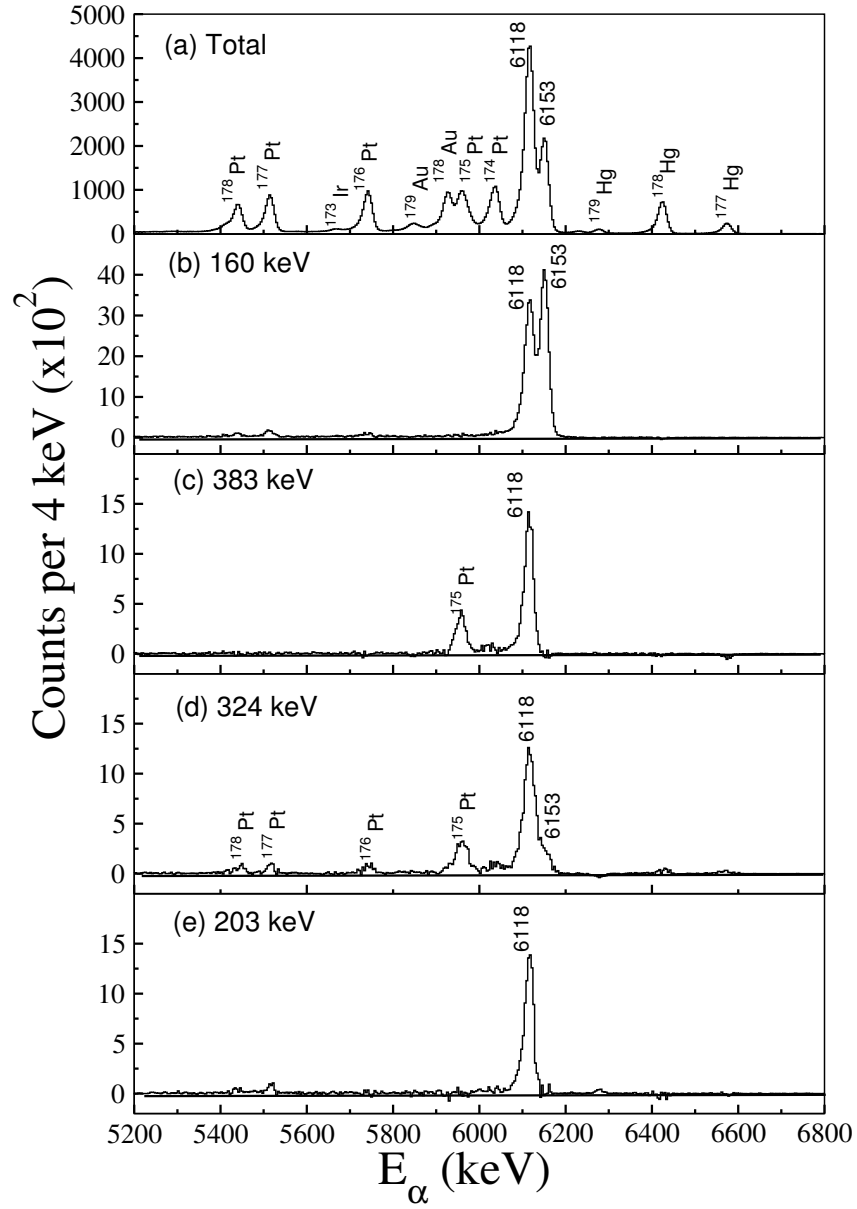 Counts per 4 keV (x10²)
(a) Total
5000
4000
3000
2000
1000
0
¹⁷⁸Pt
¹⁷⁷Pt
¹⁷³Ir
¹⁷⁶Pt
¹⁷⁹Au
¹⁷⁸Au
¹⁷⁵Pt
¹⁷⁴Pt
6118
6153
¹⁷⁹Hg
¹⁷⁸Hg
¹⁷⁷Hg
(b) 160 keV
40
30
20
10
0
6118
6153
(c) 383 keV
15
10
5
0
¹⁷⁵Pt
6118
(d) 324 keV
15
10
5
0
¹⁷⁸Pt
¹⁷⁷Pt
¹⁷⁶Pt
¹⁷⁵Pt
6118
6153
(e) 203 keV
15
10
5
0
6118
5200 5400 5600 5800 6000 6200 6400 6600 6800
E_α (keV)